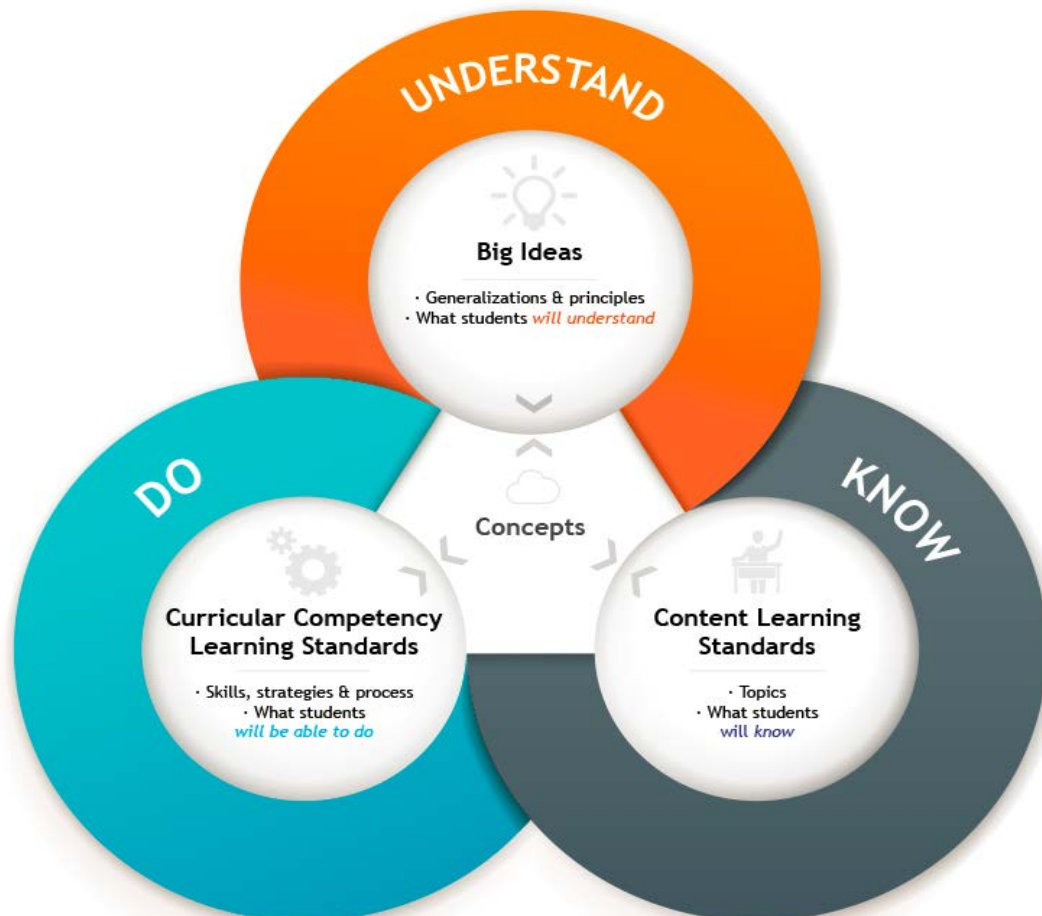 UNDERSTAND
Big Ideas
· Generalizations & principles
· What students will understand
DO
KNOW
Concepts
Curricular Competency
Learning Standards
· Skills, strategies & process
· What students
will be able to do
Content Learning
Standards
· Topics
· What students
will know